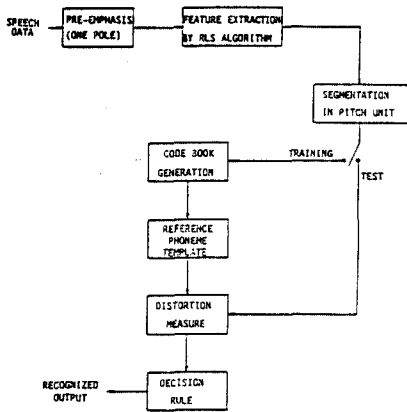 SPEECH
DATA
PRE-EMPHASIS
(ONE POLE)
FEATURE EXTRACTION
BY RLS ALGORITHM
SEGMENTATION
IN PITCH UNIT
TRAINING
TEST
CODE BOOK
GENERATION
REFERENCE
PHONEME
TEMPLATE
DISTORTION
MEASURE
RECOGNIZED
OUTPUT
DECISION
RULE